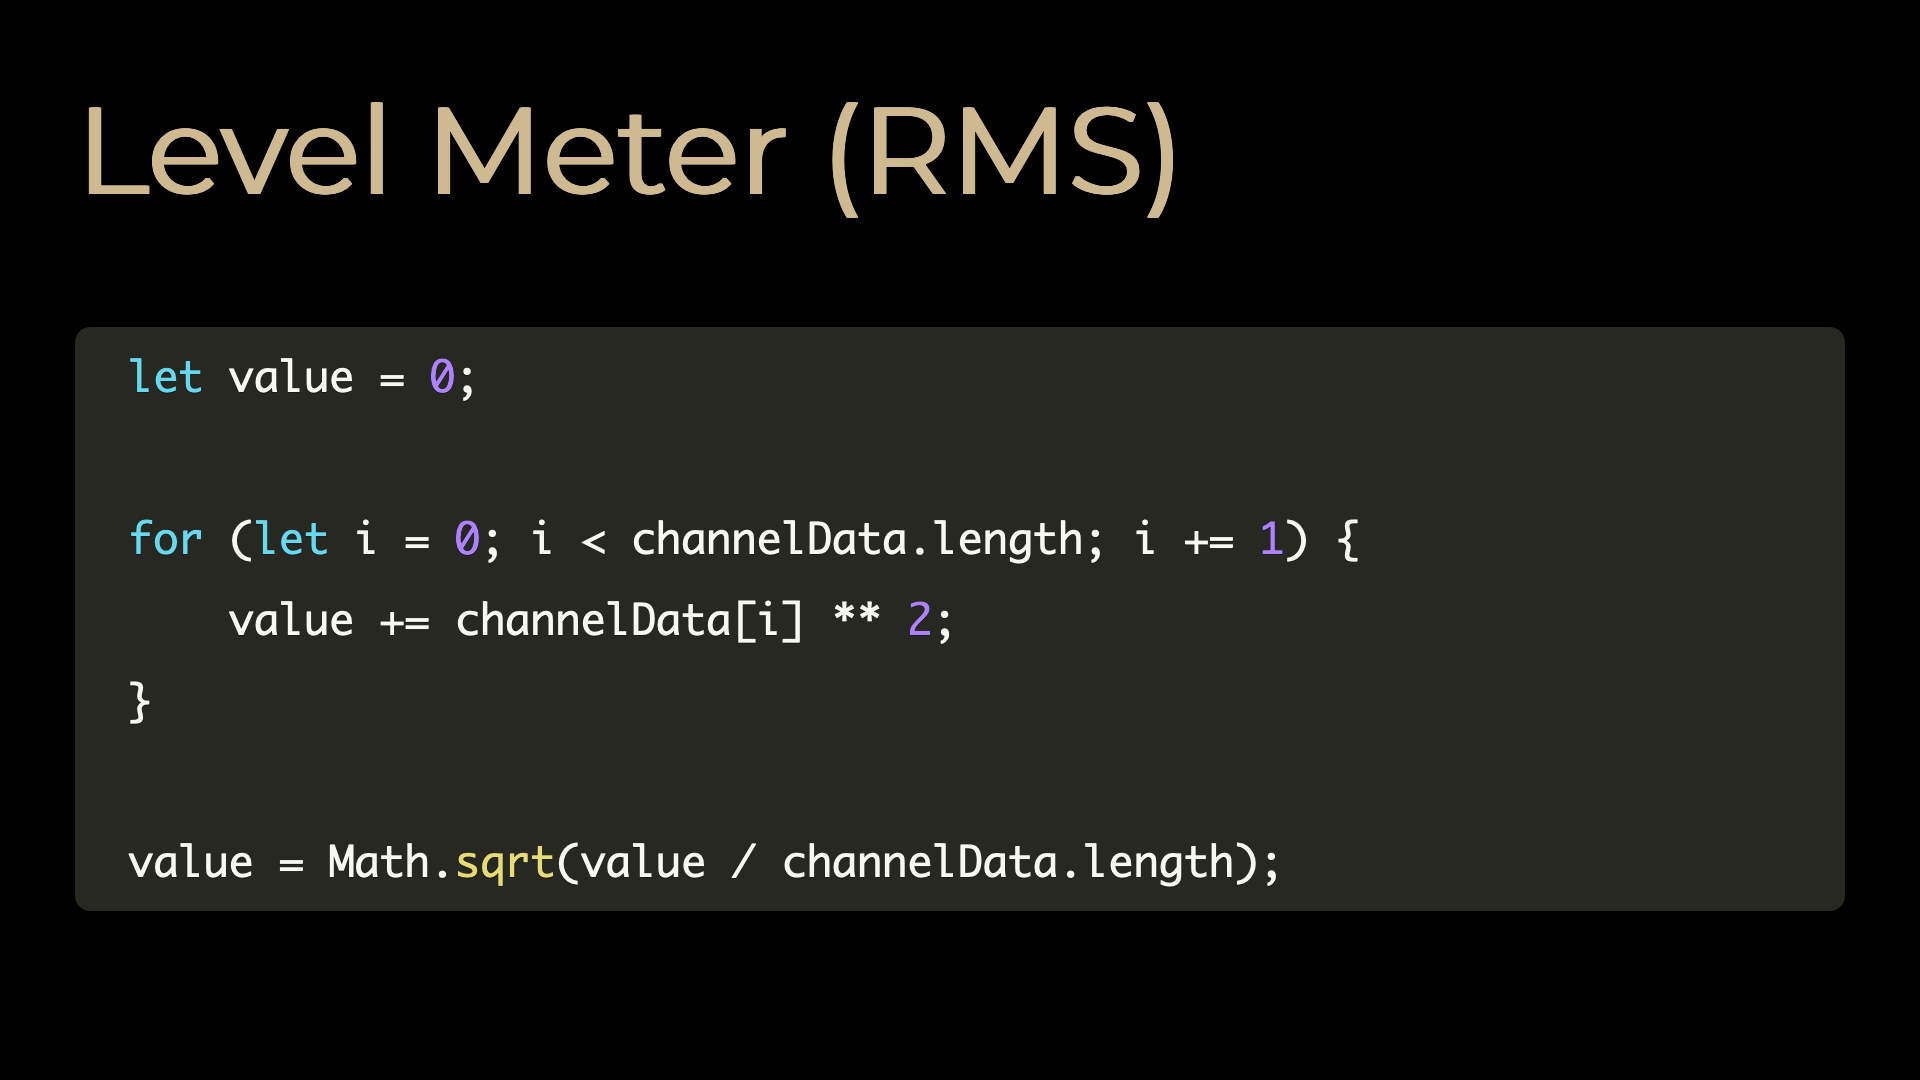 Level Meter (RMS)
let value = 0;
for (let i = 0; i < channelData.length; i += 1) {
    value += channelData[i] ** 2;
}
value = Math.sqrt(value / channelData.length);